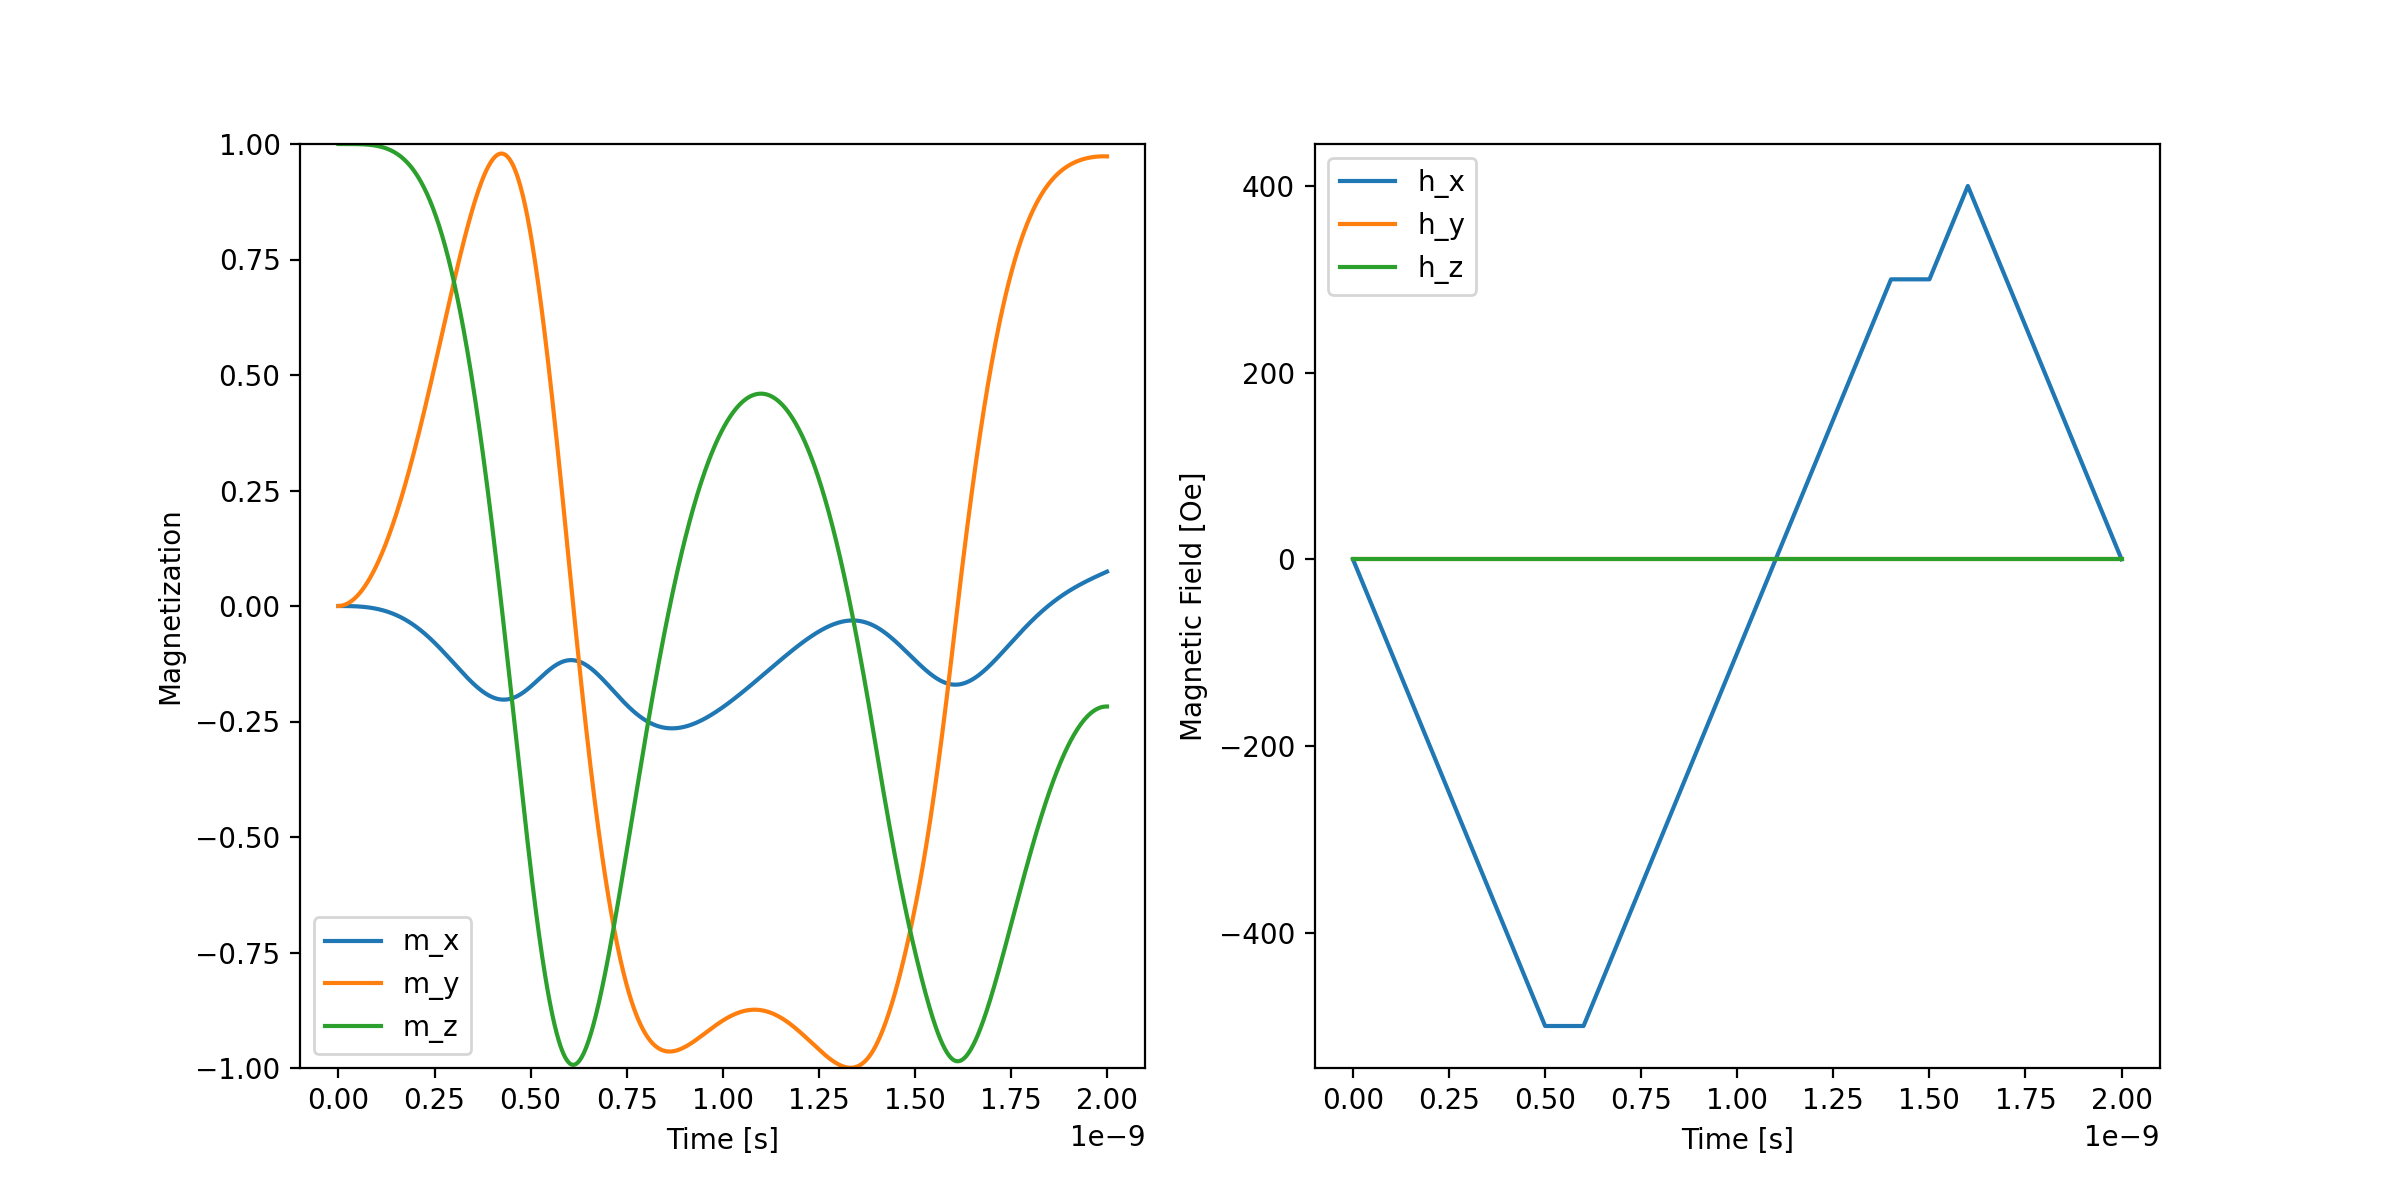 1.00
0.75
0.50
0.25
0.00
−0.25
−0.50
−0.75
−1.00
Magnetization
m_x
m_y
m_z
0.00 0.25 0.50 0.75 1.00 1.25 1.50 1.75 2.00
Time [s]
1e−9
400
200
0
−200
−400
Magnetic Field [Oe]
h_x
h_y
h_z
0.00 0.25 0.50 0.75 1.00 1.25 1.50 1.75 2.00
Time [s]
1e−9